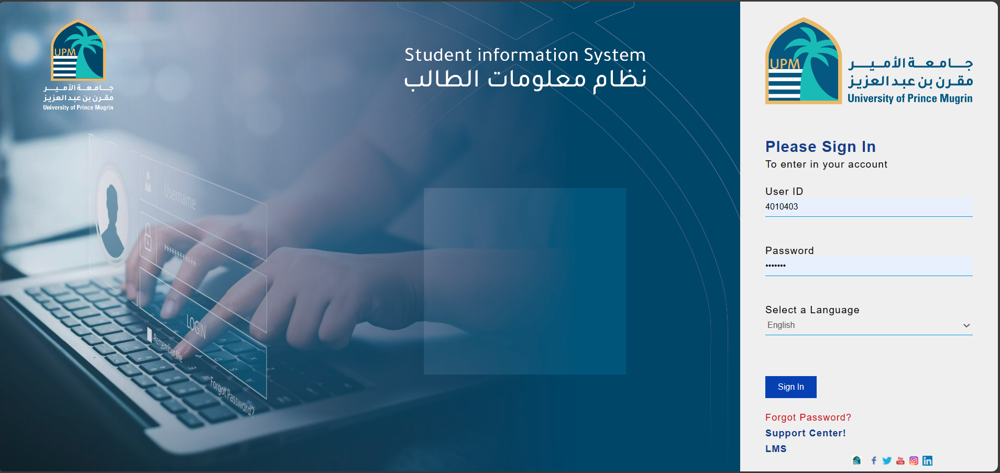 UPM
جـامـعـة الأمـيـر
مقـرن بن عبد العزيز
University of Prince Mugrin
Student information System
نظام معلومات الطالب
Username
************
LOGIN
Remember Me
Forgot Password?
UPM
جـامـعـة الأمـيـر
مقـرن بن عبد العزيز
University of Prince Mugrin
Please Sign In
To enter in your account
User ID
4010403
Password
•••••••
Select a Language
English
Sign In
Forgot Password?
Support Center!
LMS